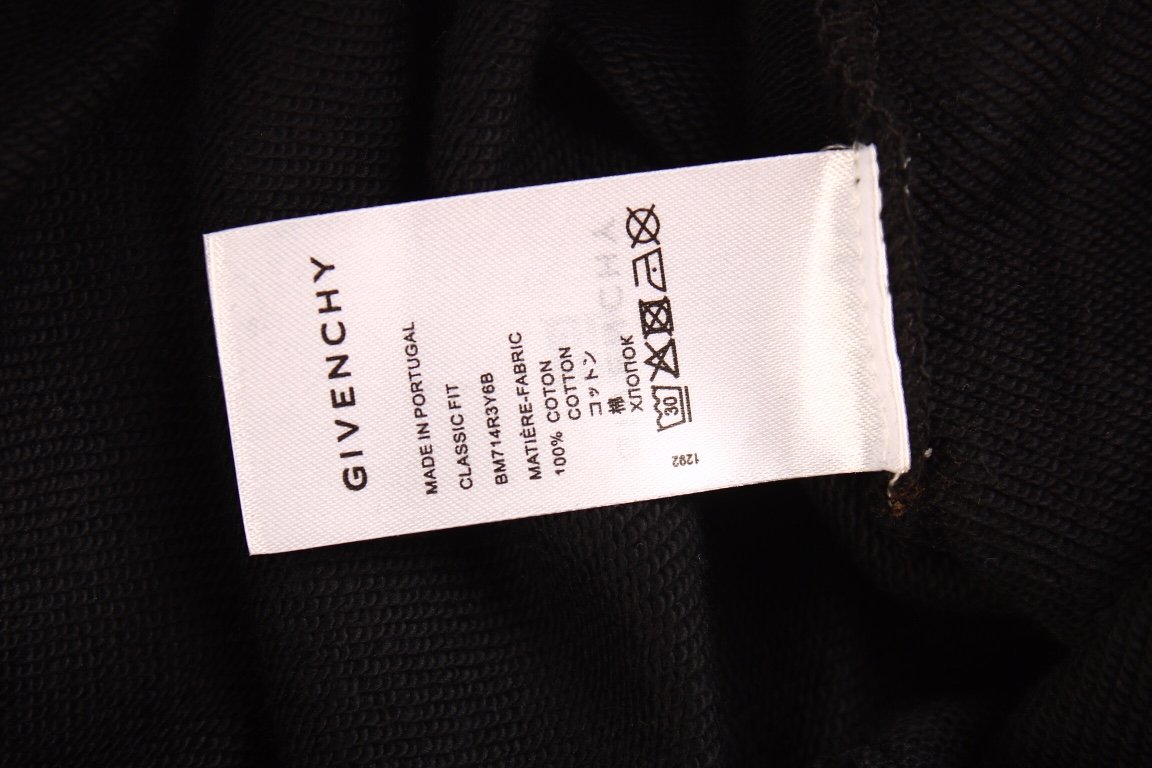 GIVENCHY
MADE IN PORTUGAL
CLASSIC FIT
BM714R3Y6B
MATIÈRE-FABRIC
100% COTON
COTTON
コットン
棉
ХЛОПОК
30
1292